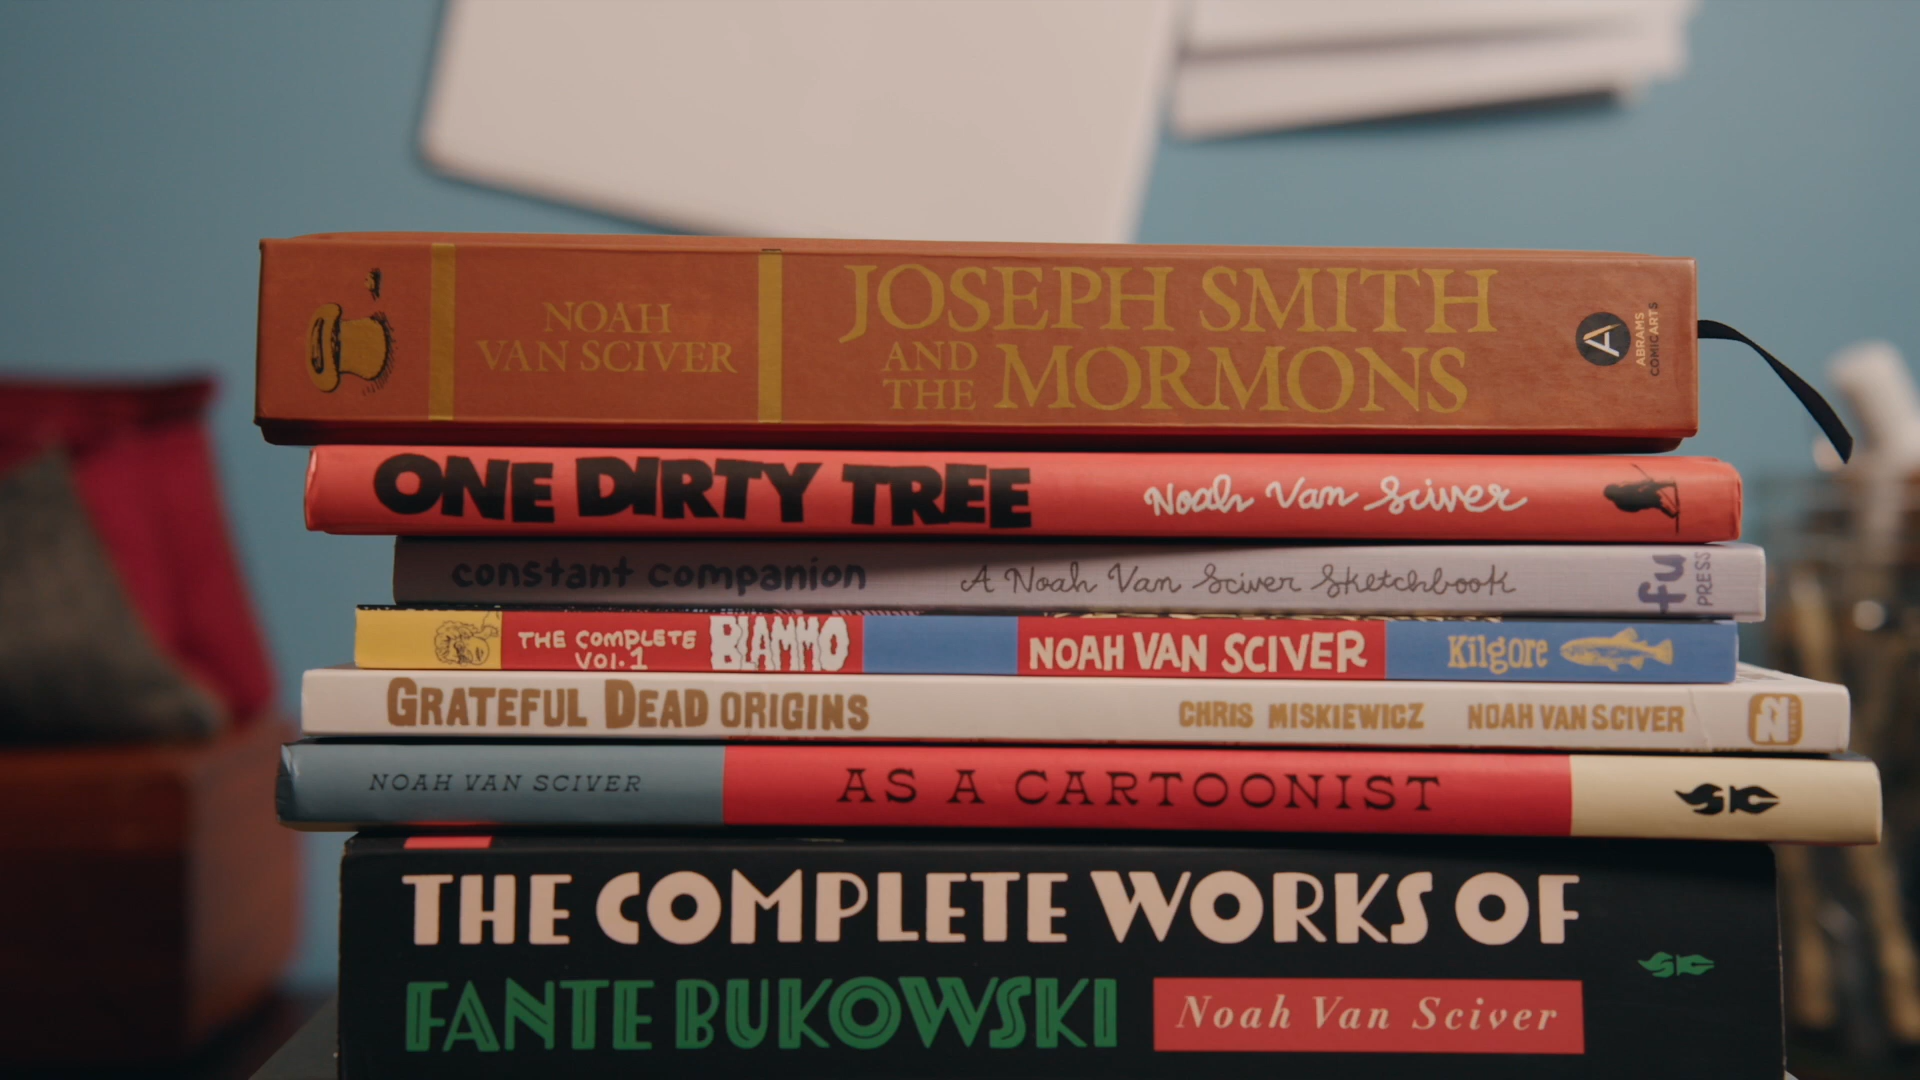 NOAH
VAN SCIVER
JOSEPH SMITH
AND
THE MORMONS
A
ABRAMS
COMICARTS
ONE DIRTY TREE
Noah Van Sciver
constant companion
A Noah Van Sciver Sketchbook
fu
PRESS
THE COMPLETE
VOL.1
BLAMMO
NOAH VAN SCIVER
Kilgore
GRATEFUL DEAD ORIGINS
CHRIS MISKIEWICZ
NOAH VAN SCIVER
NOAH VAN SCIVER
AS A CARTOONIST
THE COMPLETE WORKS OF
FANTE BUKOWSKI
Noah Van Sciver